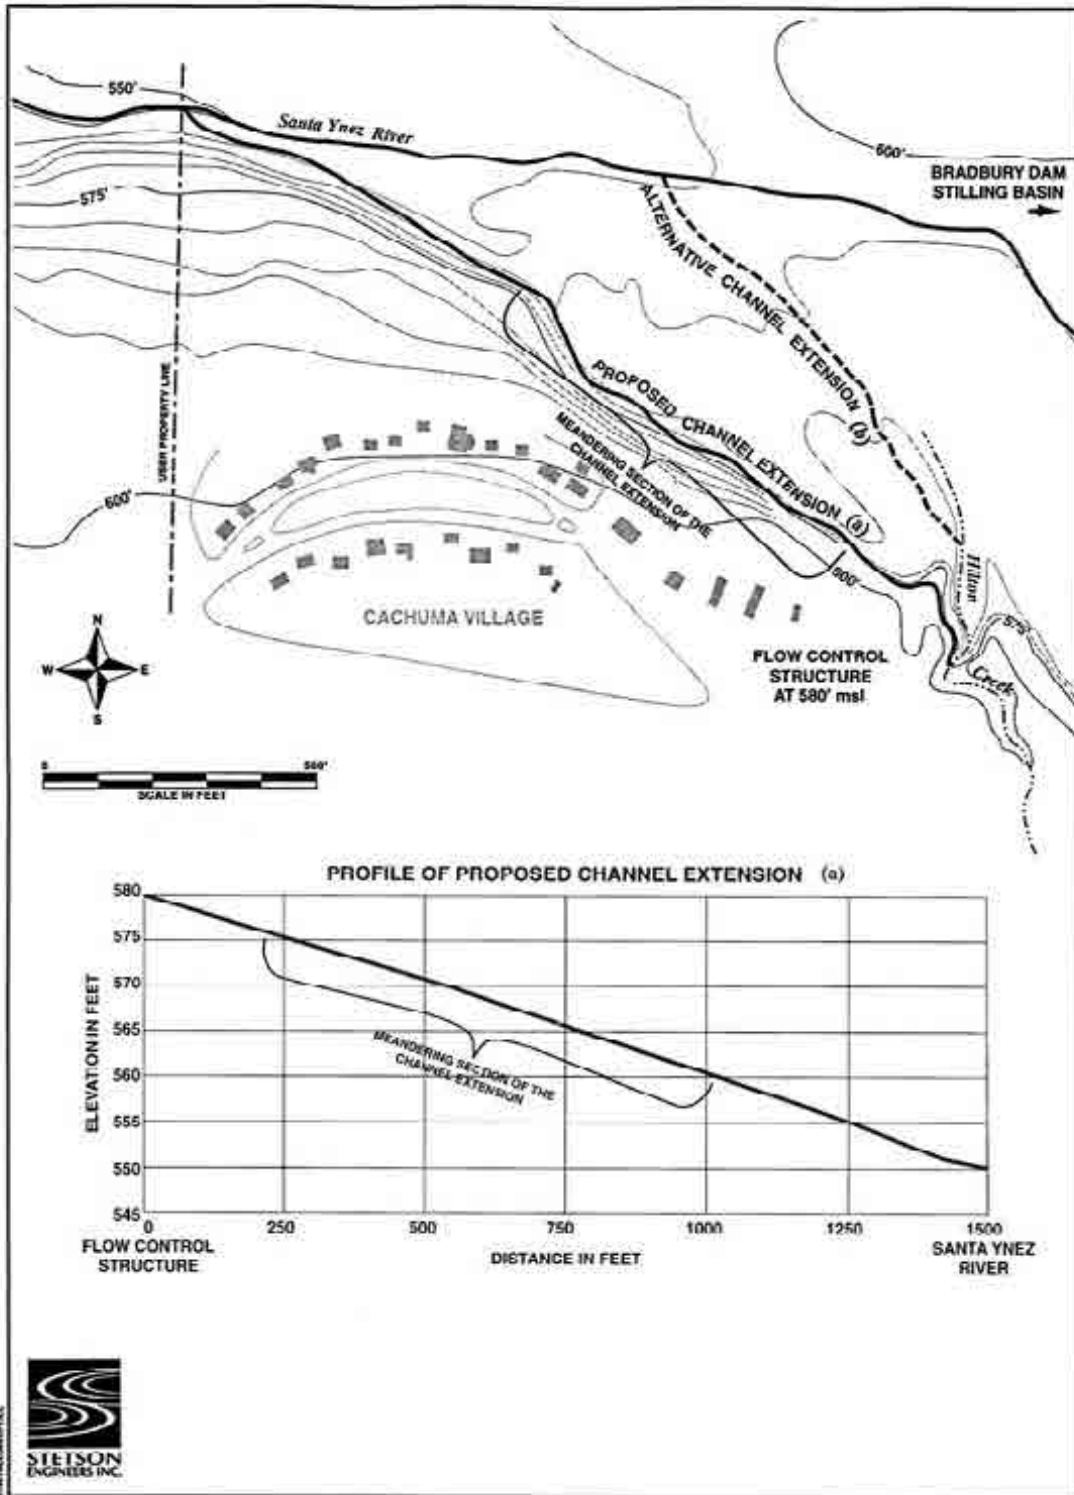 550'
Santa Ynez River
600'
BRADBURY DAM
STILLING BASIN
575'
ALTERNATIVE CHANNEL EXTENSION (b)
USER PROPERTY LINE
PROPOSED CHANNEL EXTENSION (a)
MEANDERING SECTION OF THE
CHANNEL EXTENSION
600'
Hilton
Creek
575'
CACHUMA VILLAGE
FLOW CONTROL
STRUCTURE
AT 580' msl
N
W E
S
0 500'
SCALE IN FEET
PROFILE OF PROPOSED CHANNEL EXTENSION (a)
580
575
570
565
560
555
550
545
ELEVATION IN FEET
MEANDERING SECTION OF THE
CHANNEL EXTENSION
0 250 500 750 1000 1250 1500
FLOW CONTROL
STRUCTURE
DISTANCE IN FEET
SANTA YNEZ
RIVER
STETSON
ENGINEERS INC.